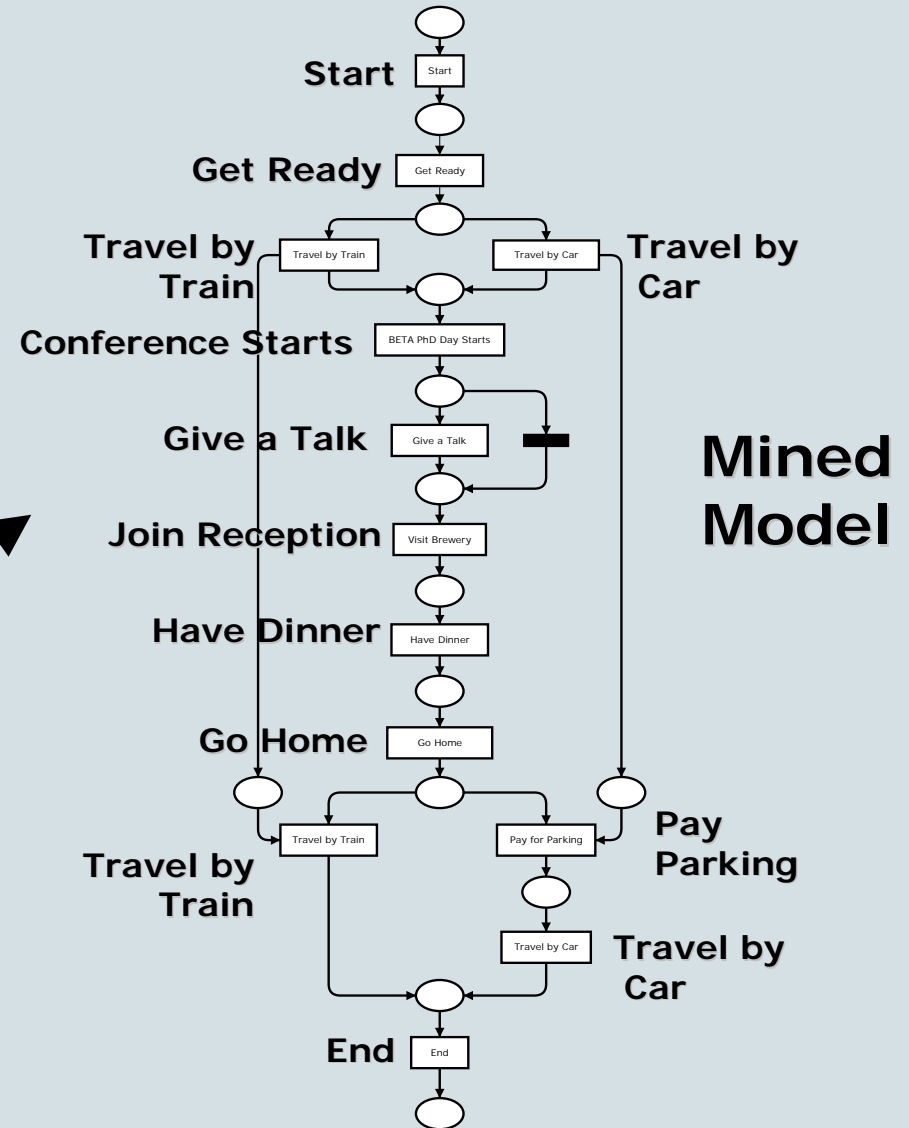 Start
Start
Get Ready
Get Ready
Travel by
Train
Travel by Train
Travel by Car
Travel by
Car
Conference Starts
BETA PhD Day Starts
Give a Talk
Give a Talk
Mined
Model
Join Reception
Visit Brewery
Have Dinner
Have Dinner
Go Home
Go Home
Travel by Train
Pay for Parking
Pay
Parking
Travel by
Train
Travel by Car
Travel by
Car
End
End